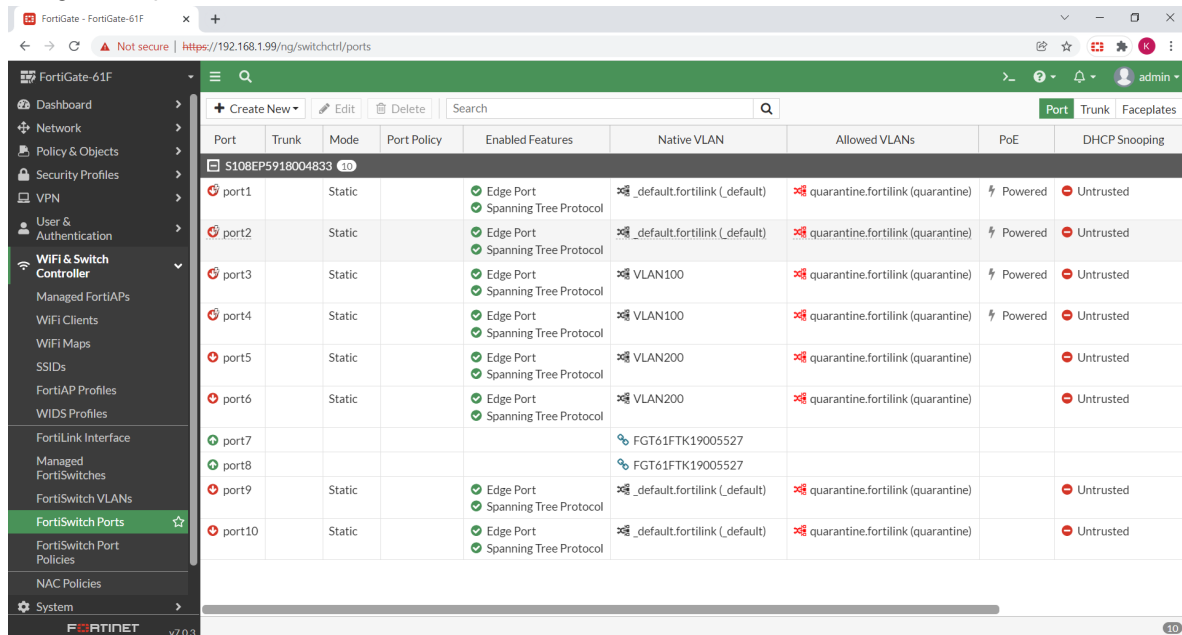 FortiGate - FortiGate-61F
Not secure | https://192.168.1.99/ng/switchctrl/ports
K
FortiGate-61F
admin
Dashboard
Network
Policy & Objects
Security Profiles
VPN
User &
Authentication
WiFi & Switch
Controller
Managed FortiAPs
WiFi Clients
WiFi Maps
SSIDs
FortiAP Profiles
WIDS Profiles
FortiLink Interface
Managed
FortiSwitches
FortiSwitch VLANs
FortiSwitch Ports
FortiSwitch Port
Policies
NAC Policies
System
FORTINET v7.0.3
+ Create New Edit Delete Search Port Trunk Faceplates
Port Trunk Mode Port Policy Enabled Features Native VLAN Allowed VLANs PoE DHCP Snooping
S108EP5918004833 10
port1 Static Edge Port _default.fortilink (_default) quarantine.fortilink (quarantine) Powered Untrusted
Spanning Tree Protocol
port2 Static Edge Port _default.fortilink (_default) quarantine.fortilink (quarantine) Powered Untrusted
Spanning Tree Protocol
port3 Static Edge Port VLAN100 quarantine.fortilink (quarantine) Powered Untrusted
Spanning Tree Protocol
port4 Static Edge Port VLAN100 quarantine.fortilink (quarantine) Powered Untrusted
Spanning Tree Protocol
port5 Static Edge Port VLAN200 quarantine.fortilink (quarantine) Untrusted
Spanning Tree Protocol
port6 Static Edge Port VLAN200 quarantine.fortilink (quarantine) Untrusted
Spanning Tree Protocol
port7 FGT61FTK19005527
port8 FGT61FTK19005527
port9 Static Edge Port _default.fortilink (_default) quarantine.fortilink (quarantine) Untrusted
Spanning Tree Protocol
port10 Static Edge Port _default.fortilink (_default) quarantine.fortilink (quarantine) Untrusted
Spanning Tree Protocol
10